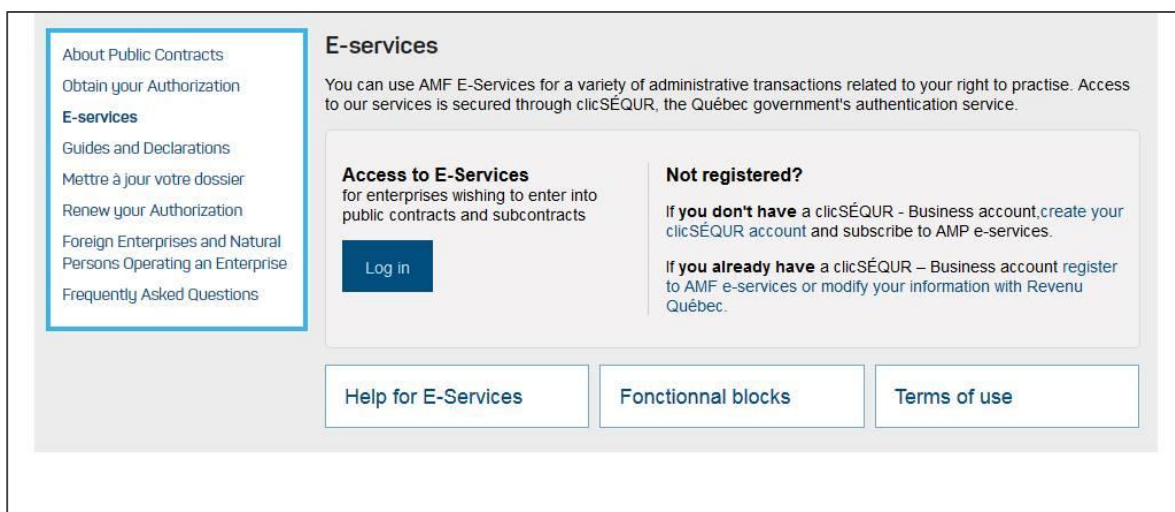 About Public Contracts
Obtain your Authorization
E-services
Guides and Declarations
Mettre à jour votre dossier
Renew your Authorization
Foreign Enterprises and Natural
Persons Operating an Enterprise
Frequently Asked Questions
E-services
You can use AMF E-Services for a variety of administrative transactions related to your right to practise. Access
to our services is secured through clicSÉQUR, the Québec government's authentication service.
Access to E-Services
for enterprises wishing to enter into
public contracts and subcontracts
Log in
Not registered?
If you don't have a clicSÉQUR - Business account,create your
clicSÉQUR account and subscribe to AMP e-services.
If you already have a clicSÉQUR – Business account register
to AMF e-services or modify your information with Revenu
Québec.
Help for E-Services
Fonctionnal blocks
Terms of use